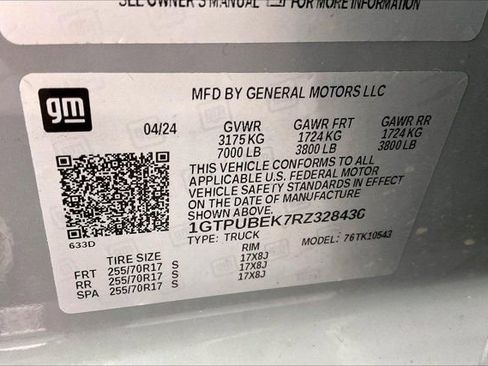 SEE OWNER'S MANUAL FOR MORE INFORMATION
gm
MFD BY GENERAL MOTORS LLC
04/24 GVWR GAWR FRT GAWR RR
3175 KG 1724 KG 1724 KG
7000 LB 3800 LB 3800 LB
THIS VEHICLE CONFORMS TO ALL
APPLICABLE U.S. FEDERAL MOTOR
VEHICLE SAFETY STANDARDS IN EFFECT
ON THE DATE OF MANUFACTURE
SHOWN ABOVE.
1GTPUBEK7RZ328430
633D TYPE: TRUCK MODEL: 76TK10543
TIRE SIZE RIM
FRT 255/70R17 S 17X8J
RR 255/70R17 S 17X8J
SPA 255/70R17 S 17X8J